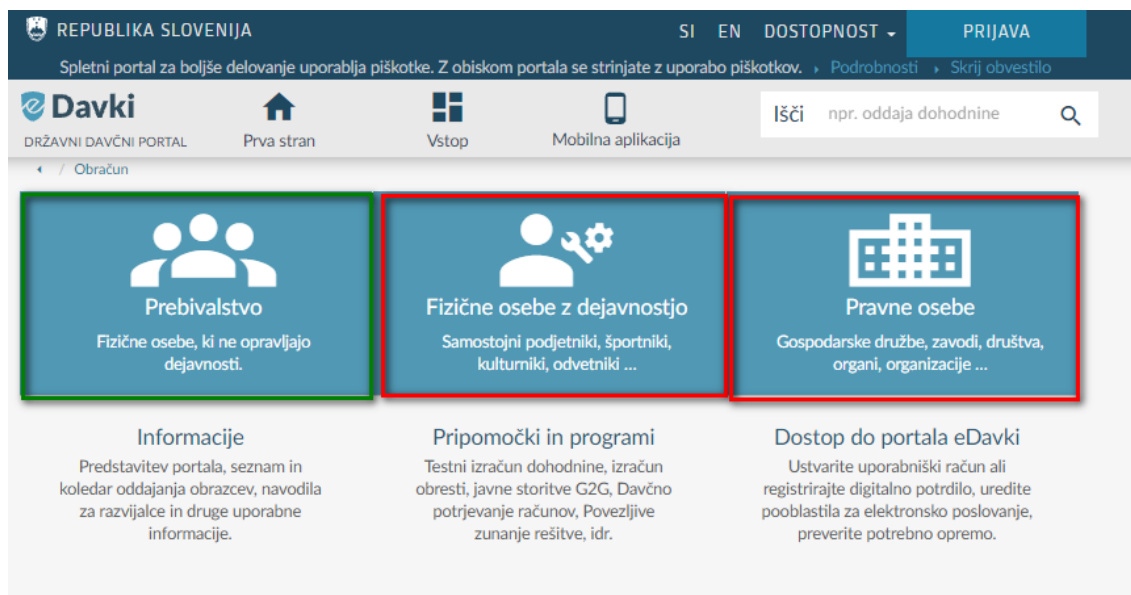 REPUBLIKA SLOVENIJA
SI EN DOSTOPNOST PRIJAVA
Spletni portal za boljše delovanje uporablja piškotke. Z obiskom portala se strinjate z uporabo piškotkov. Podrobnosti Skrij obvestilo
eDavki
DRŽAVNI DAVČNI PORTAL
Prva stran
Vstop
Mobilna aplikacija
Išči npr. oddaja dohodnine
/ Obračun
Prebivalstvo
Fizične osebe, ki ne opravljajo
dejavnosti.
Fizične osebe z dejavnostjo
Samostojni podjetniki, športniki,
kulturniki, odvetniki ...
Pravne osebe
Gospodarske družbe, zavodi, društva,
organi, organizacije ...
Informacije
Predstavitev portala, seznam in
koledar oddajanja obrazcev, navodila
za razvijalce in druge uporabne
informacije.
Pripomočki in programi
Testni izračun dohodnine, izračun
obresti, javne storitve G2G, Davčno
potrjevanje računov, Povezljive
zunanje rešitve, idr.
Dostop do portala eDavki
Ustvarite uporabniški račun ali
registrirajte digitalno potrdilo, uredite
pooblastila za elektronsko poslovanje,
preverite potrebno opremo.